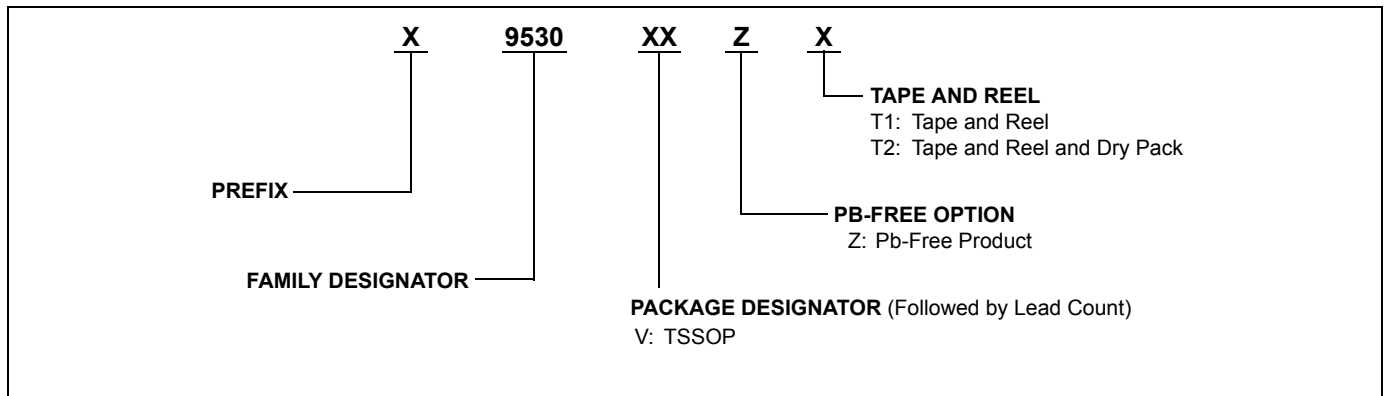 X 9530 XX Z X
TAPE AND REEL
T1: Tape and Reel
T2: Tape and Reel and Dry Pack
PREFIX
PB-FREE OPTION
Z: Pb-Free Product
FAMILY DESIGNATOR
PACKAGE DESIGNATOR (Followed by Lead Count)
V: TSSOP